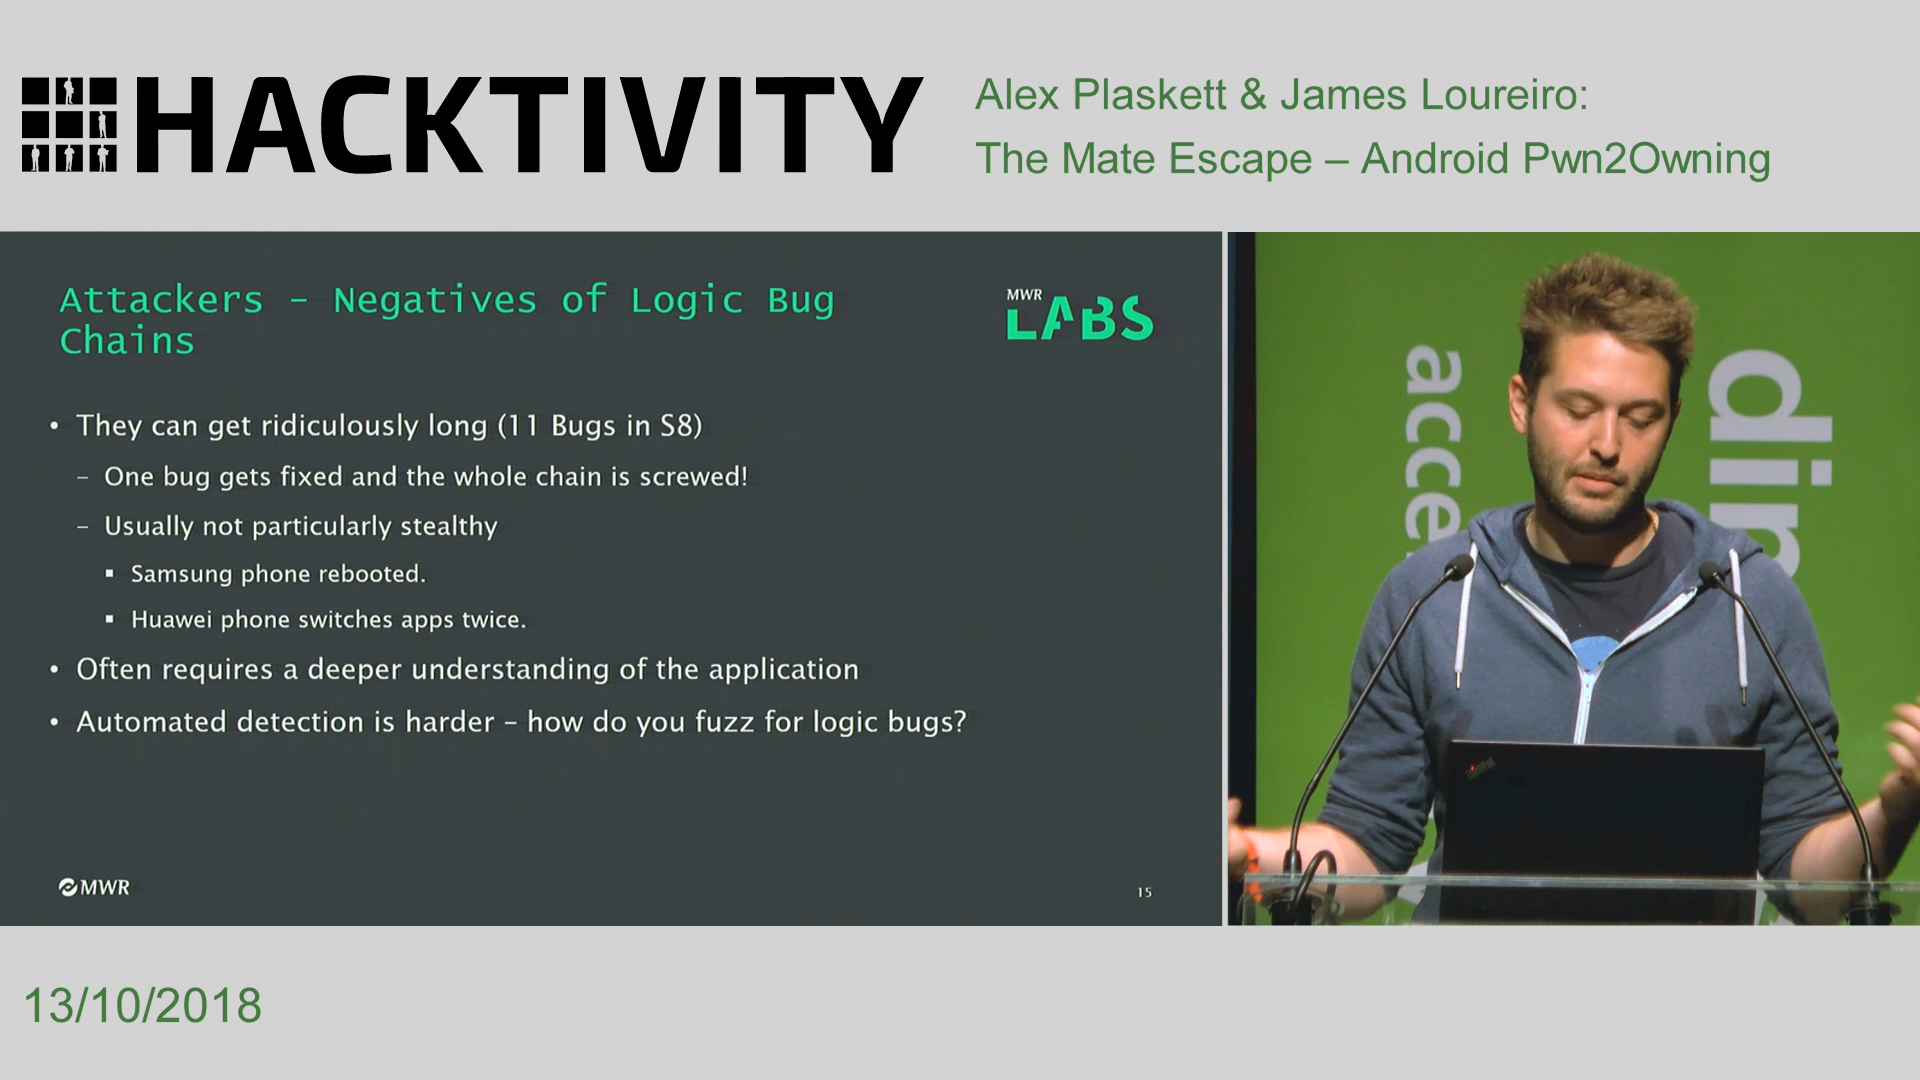 HACKTIVITY
Alex Plaskett & James Loureiro:
The Mate Escape – Android Pwn2Owning
Attackers – Negatives of Logic Bug
Chains
MWR
LABS
• They can get ridiculously long (11 Bugs in S8)
– One bug gets fixed and the whole chain is screwed!
– Usually not particularly stealthy
▪ Samsung phone rebooted.
▪ Huawei phone switches apps twice.
• Often requires a deeper understanding of the application
• Automated detection is harder – how do you fuzz for logic bugs?
MWR
15
acce
din
ThinkPad
13/10/2018